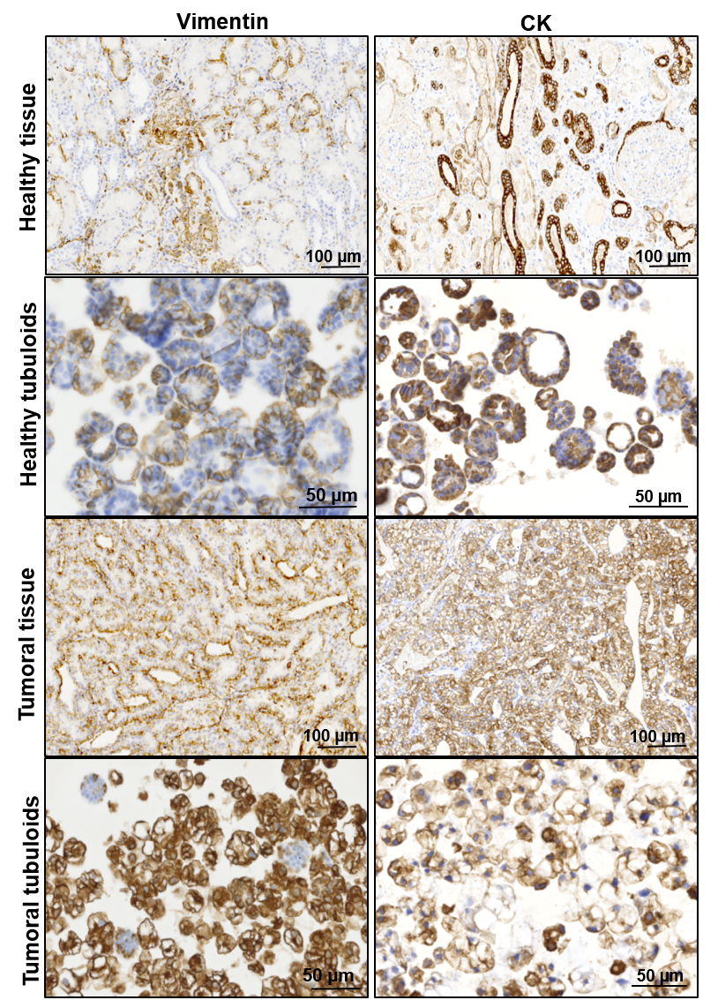 Vimentin
CK
Healthy tissue
100 µm
100 µm
Healthy tubuloids
50 µm
50 µm
Tumoral tissue
100 µm
100 µm
Tumoral tubuloids
50 µm
50 µm